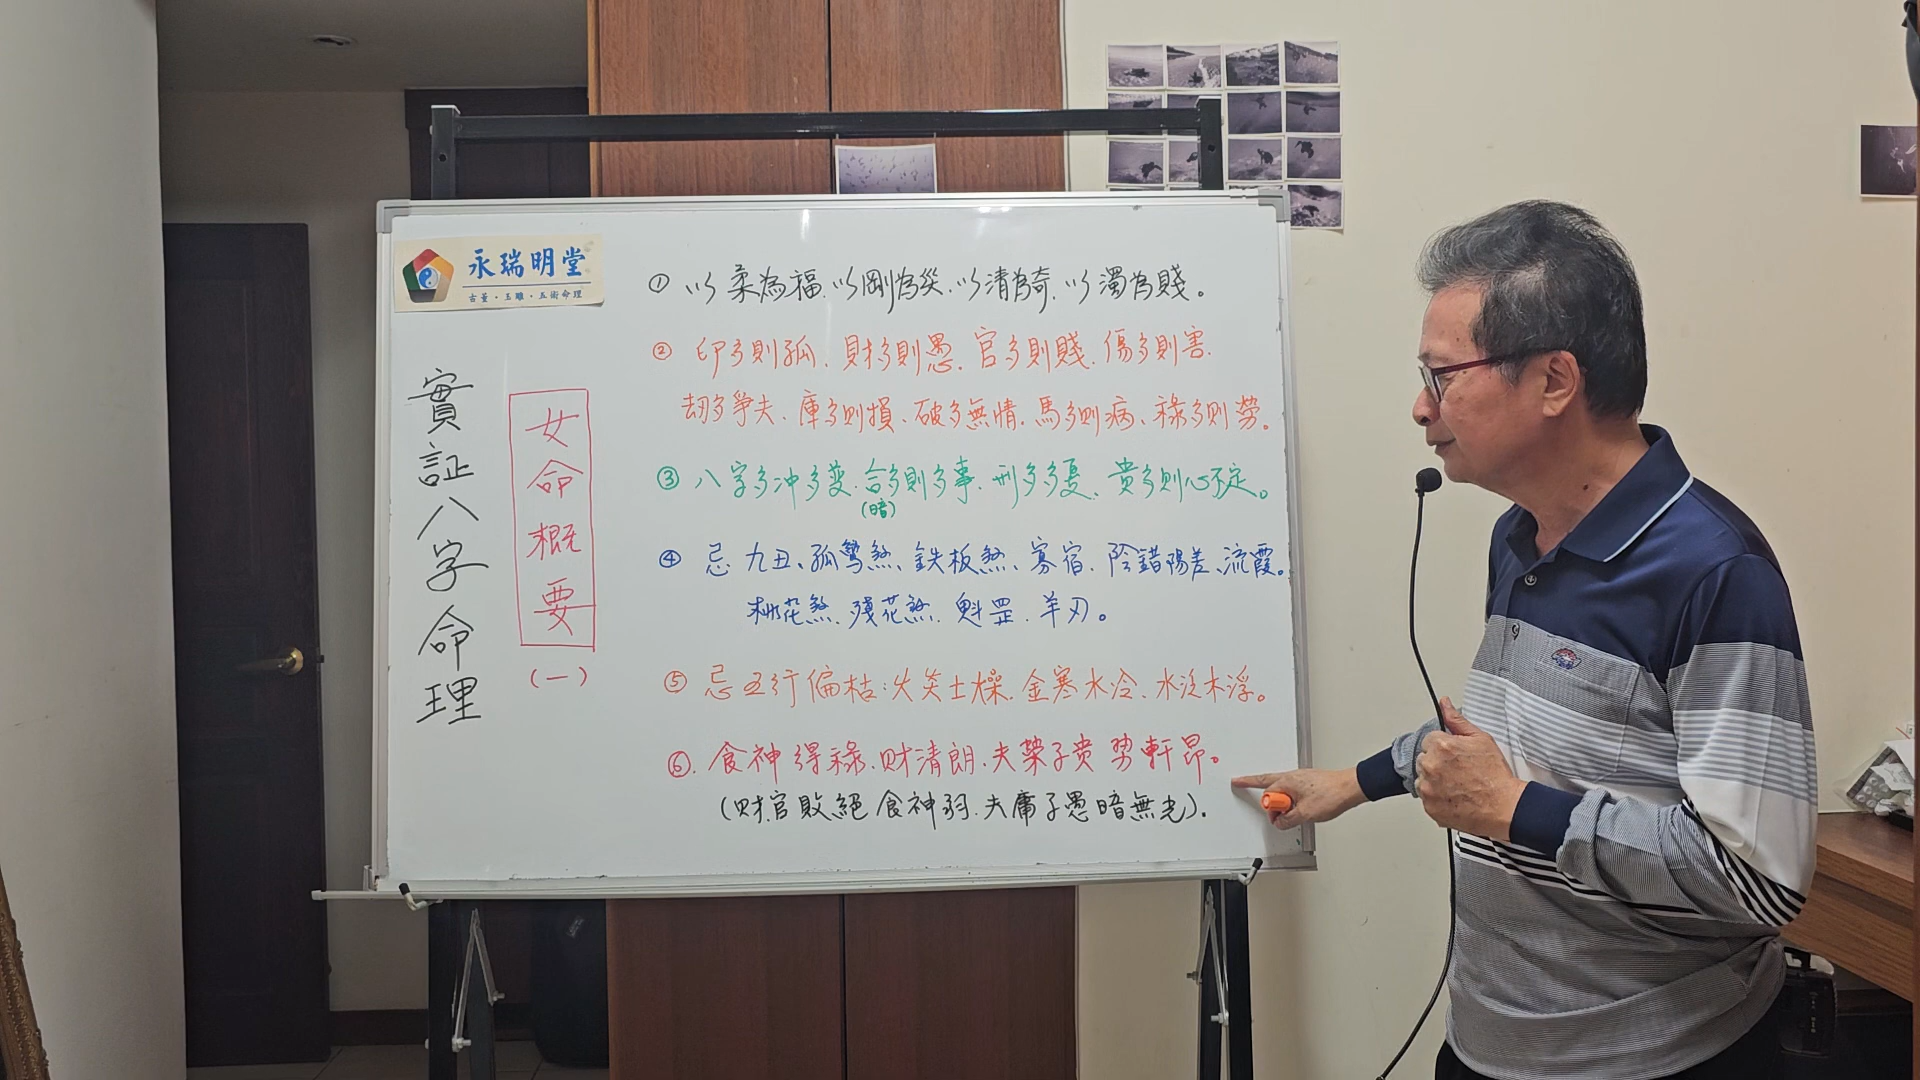 永瑞明堂
古董・玉雕・五術命理
實証八字命理
女命概要
(一)
① 以柔為福.以剛為災.以清為奇.以濁為賤。
② 印多則孤.財多則愚.官多則賤.傷多則害.
劫多爭夫、庫多則損、破多無情.馬多則病、祿多則勞。
③ 八字多冲多變.合多則多事.刑多多憂、貴多則心不定。
(暗)
④ 忌 九丑、孤鸞煞、鉄板煞、寡宿、陰錯陽差、流霞。
桃花煞.殘花煞.魁罡.羊刃。
⑤ 忌五行偏枯:火炎土燥.金寒水冷、水泛木浮。
⑥.食神得祿.财清朗.夫榮子贵势軒昂。
(财官敗絕食神弱.夫庸子愚暗無光).